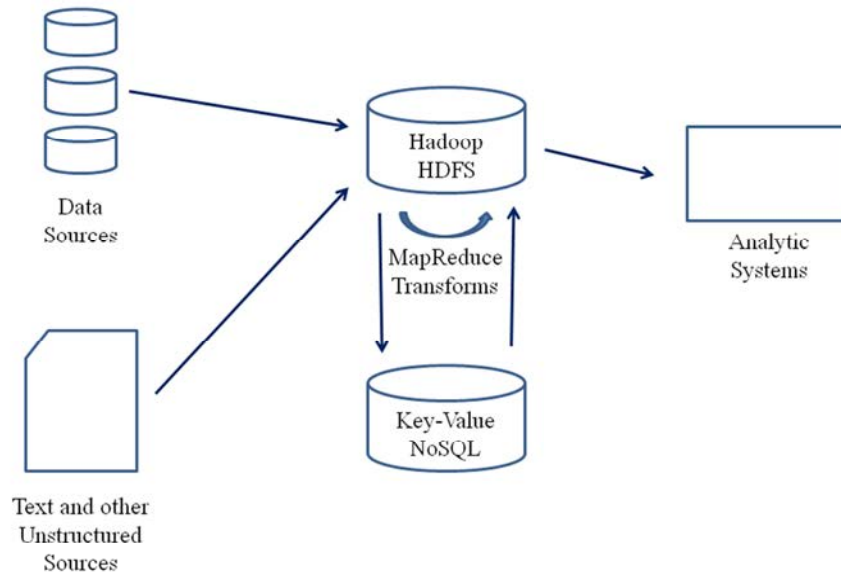 Hadoop
HDFS
Data
Sources
MapReduce
Transforms
Analytic
Systems
Key-Value
NoSQL
Text and other
Unstructured
Sources